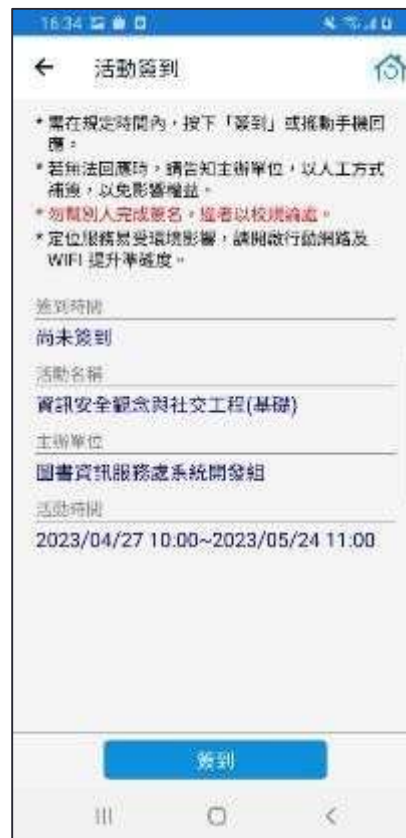 16:34
活動簽到
* 需在規定時間內，按下「簽到」或搖動手機回
應。
* 若無法回應時，請告知主辦單位，以人工方式
補簽，以免影響權益。
* 勿幫別人完成簽名，違者以校規論處。
* 定位服務易受環境影響，請開啟行動網路及
WIFI 提升準確度。
簽到時間
尚未簽到
活動名稱
資訊安全觀念與社交工程(基礎)
主辦單位
圖書資訊服務處系統開發組
活動時間
2023/04/27 10:00~2023/05/24 11:00
簽到